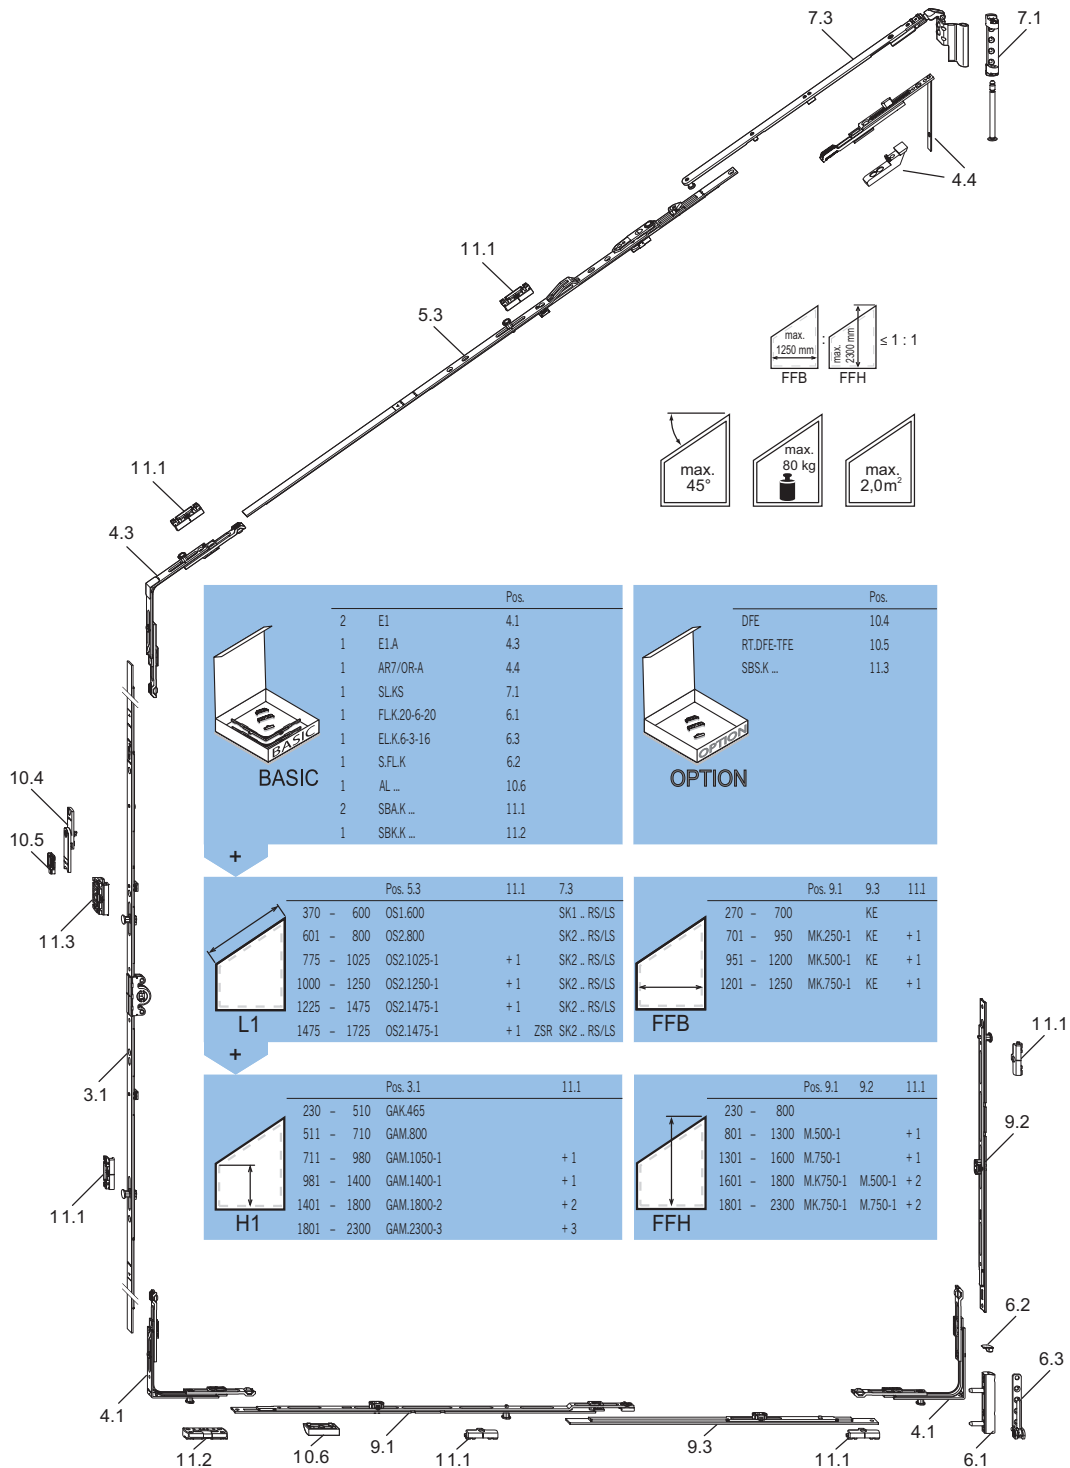 7.3
7.1
4.4
11.1
5.3
max.
1250 mm
FFB
:
max.
2300 mm
FFH
≤ 1 : 1
11.1
4.3
max.
45°
max.
80 kg
max.
2,0m²
Pos.
2 E1 4.1
1 E1.A 4.3
1 AR7/OR-A 4.4
1 SL.KS 7.1
1 FL.K.20-6-20 6.1
1 EL.K.6-3-16 6.3
1 S.FL.K 6.2
1 AL ... 10.6
2 SBA.K ... 11.1
1 SBK.K ... 11.2
BASIC
BASIC
Pos.
DFE 10.4
RT.DFE-TFE 10.5
SBS.K ... 11.3
OPTION
OPTION
10.4
10.5
11.3
+
Pos. 5.3 11.1 7.3
370 – 600 OS1.600 SK1 .. RS/LS
601 – 800 OS2.800 SK2 .. RS/LS
775 – 1025 OS2.1025-1 + 1 SK2 .. RS/LS
1000 – 1250 OS2.1250-1 + 1 SK2 .. RS/LS
1225 – 1475 OS2.1475-1 + 1 SK2 .. RS/LS
1475 – 1725 OS2.1475-1 + 1 ZSR SK2 .. RS/LS
L1
Pos. 9.1 9.3 11.1
270 – 700 KE
701 – 950 MK.250-1 KE + 1
951 – 1200 MK.500-1 KE + 1
1201 – 1250 MK.750-1 KE + 1
FFB
+
Pos. 3.1 11.1
230 – 510 GAK.465
511 – 710 GAM.800
711 – 980 GAM.1050-1 + 1
981 – 1400 GAM.1400-1 + 1
1401 – 1800 GAM.1800-2 + 2
1801 – 2300 GAM.2300-3 + 3
H1
Pos. 9.1 9.2 11.1
230 – 800
801 – 1300 M.500-1 + 1
1301 – 1600 M.750-1 + 1
1601 – 1800 M.K750-1 M.500-1 + 2
1801 – 2300 MK.750-1 M.750-1 + 2
FFH
3.1
11.1
11.1
9.2
6.2
6.3
4.1
11.2
10.6
9.1
11.1
9.3
11.1
4.1
6.1